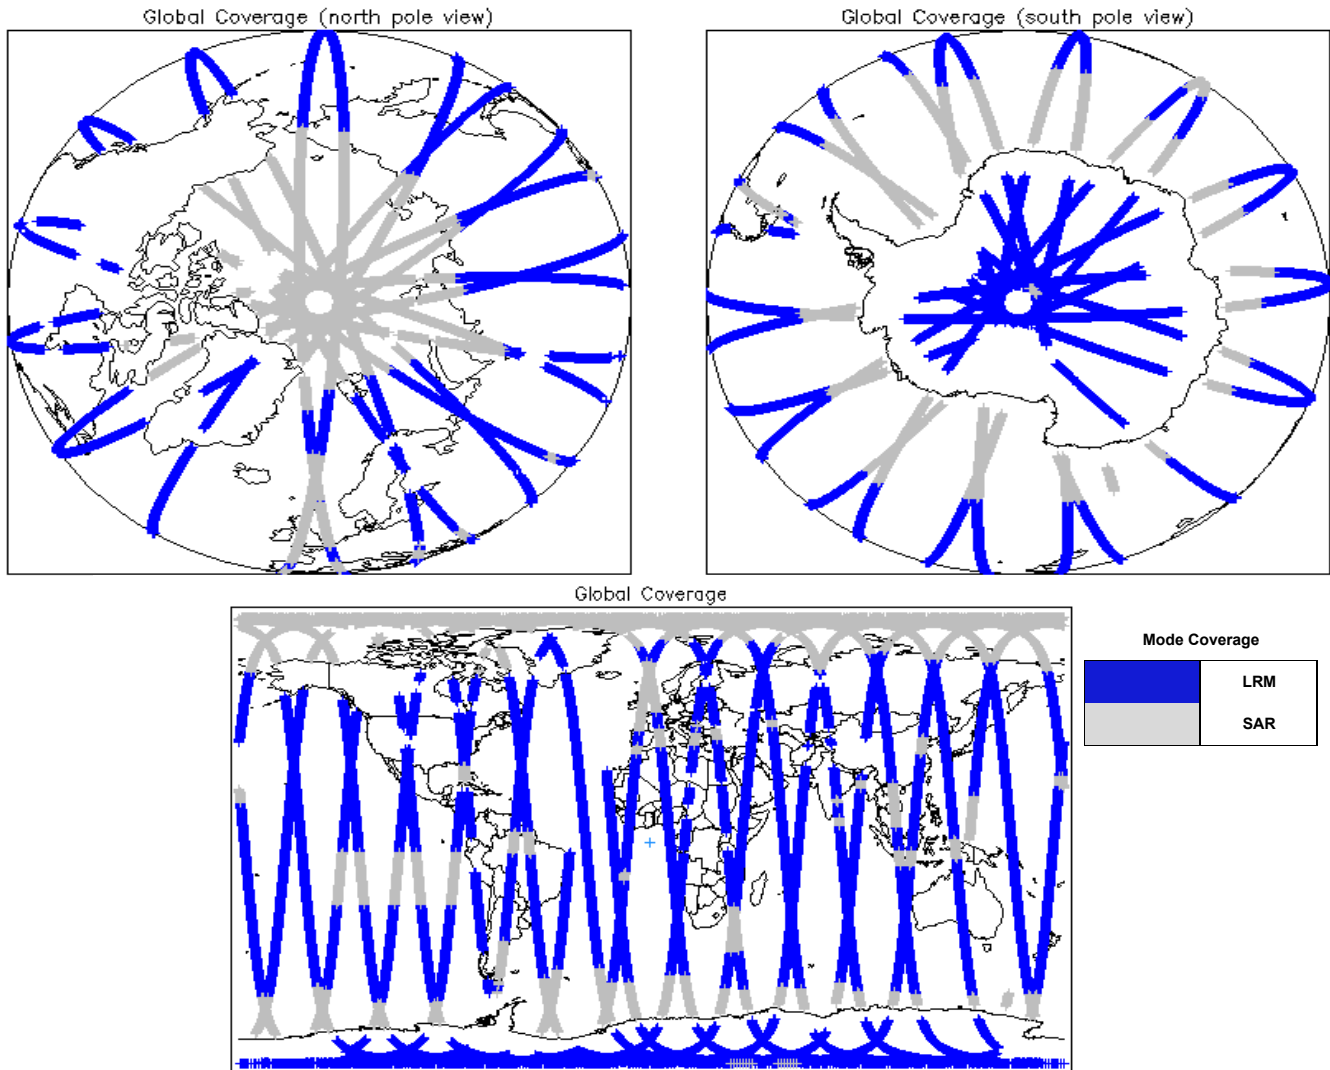 Global Coverage (north pole view)
Global Coverage (south pole view)
Global Coverage
Mode Coverage
LRM
SAR